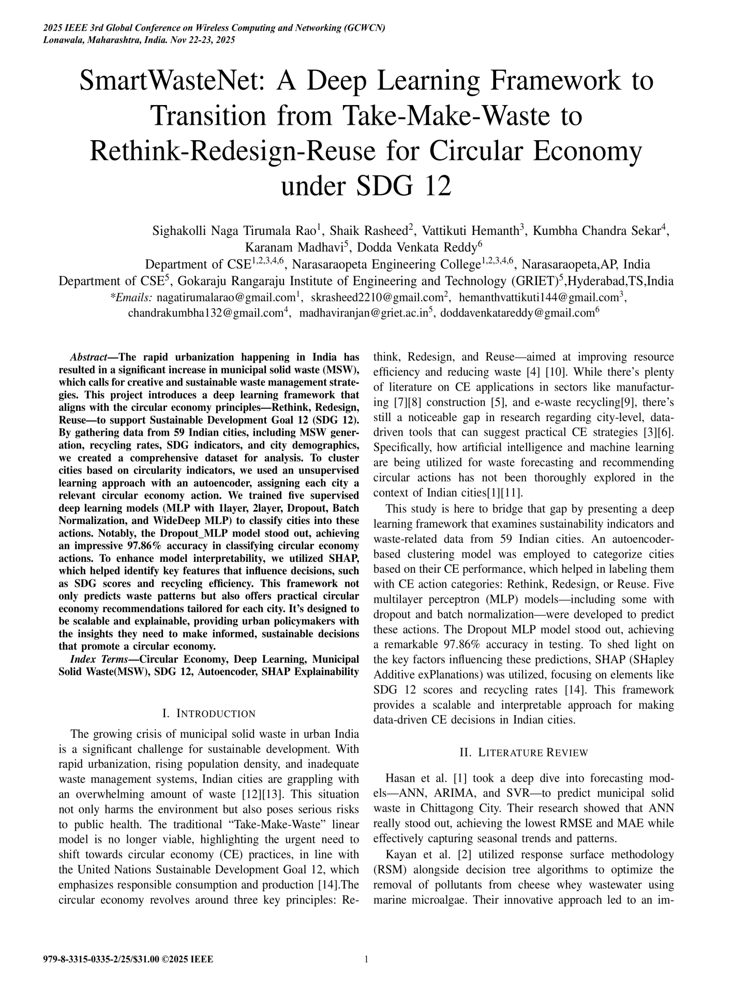 2025 IEEE 3rd Global Conference on Wireless Computing and Networking (GCWCN)
Lonawala, Maharashtra, India. Nov 22-23, 2025
SmartWasteNet: A Deep Learning Framework to
Transition from Take-Make-Waste to
Rethink-Redesign-Reuse for Circular Economy
under SDG 12
Sighakolli Naga Tirumala Rao1, Shaik Rasheed2, Vattikuti Hemanth3, Kumbha Chandra Sekar4,
Karanam Madhavi5, Dodda Venkata Reddy6
Department of CSE1,2,3,4,6, Narasaraopeta Engineering College1,2,3,4,6, Narasaraopeta,AP, India
Department of CSE5, Gokaraju Rangaraju Institute of Engineering and Technology (GRIET)5,Hyderabad,TS,India
*Emails: nagatirumalarao@gmail.com1, skrasheed2210@gmail.com2, hemanthvattikuti144@gmail.com3,
chandrakumbha132@gmail.com4, madhaviranjan@griet.ac.in5, doddavenkatareddy@gmail.com6
Abstract—The rapid urbanization happening in India has
resulted in a significant increase in municipal solid waste (MSW),
which calls for creative and sustainable waste management strate-
gies. This project introduces a deep learning framework that
aligns with the circular economy principles—Rethink, Redesign,
Reuse—to support Sustainable Development Goal 12 (SDG 12).
By gathering data from 59 Indian cities, including MSW gener-
ation, recycling rates, SDG indicators, and city demographics,
we created a comprehensive dataset for analysis. To cluster
cities based on circularity indicators, we used an unsupervised
learning approach with an autoencoder, assigning each city a
relevant circular economy action. We trained five supervised
deep learning models (MLP with 1layer, 2layer, Dropout, Batch
Normalization, and WideDeep MLP) to classify cities into these
actions. Notably, the Dropout_MLP model stood out, achieving
an impressive 97.86% accuracy in classifying circular economy
actions. To enhance model interpretability, we utilized SHAP,
which helped identify key features that influence decisions, such
as SDG scores and recycling efficiency. This framework not
only predicts waste patterns but also offers practical circular
economy recommendations tailored for each city. It's designed to
be scalable and explainable, providing urban policymakers with
the insights they need to make informed, sustainable decisions
that promote a circular economy.
Index Terms—Circular Economy, Deep Learning, Municipal
Solid Waste(MSW), SDG 12, Autoencoder, SHAP Explainability
I. INTRODUCTION
The growing crisis of municipal solid waste in urban India
is a significant challenge for sustainable development. With
rapid urbanization, rising population density, and inadequate
waste management systems, Indian cities are grappling with
an overwhelming amount of waste [12][13]. This situation
not only harms the environment but also poses serious risks
to public health. The traditional “Take-Make-Waste” linear
model is no longer viable, highlighting the urgent need to
shift towards circular economy (CE) practices, in line with
the United Nations Sustainable Development Goal 12, which
emphasizes responsible consumption and production [14].The
circular economy revolves around three key principles: Re-
think, Redesign, and Reuse—aimed at improving resource
efficiency and reducing waste [4] [10]. While there's plenty
of literature on CE applications in sectors like manufactur-
ing [7][8] construction [5], and e-waste recycling[9], there's
still a noticeable gap in research regarding city-level, data-
driven tools that can suggest practical CE strategies [3][6].
Specifically, how artificial intelligence and machine learning
are being utilized for waste forecasting and recommending
circular actions has not been thoroughly explored in the
context of Indian cities[1][11].
This study is here to bridge that gap by presenting a deep
learning framework that examines sustainability indicators and
waste-related data from 59 Indian cities. An autoencoder-
based clustering model was employed to categorize cities
based on their CE performance, which helped in labeling them
with CE action categories: Rethink, Redesign, or Reuse. Five
multilayer perceptron (MLP) models—including some with
dropout and batch normalization—were developed to predict
these actions. The Dropout MLP model stood out, achieving
a remarkable 97.86% accuracy in testing. To shed light on
the key factors influencing these predictions, SHAP (SHapley
Additive exPlanations) was utilized, focusing on elements like
SDG 12 scores and recycling rates [14]. This framework
provides a scalable and interpretable approach for making
data-driven CE decisions in Indian cities.
II. LITERATURE REVIEW
Hasan et al. [1] took a deep dive into forecasting mod-
els—ANN, ARIMA, and SVR—to predict municipal solid
waste in Chittagong City. Their research showed that ANN
really stood out, achieving the lowest RMSE and MAE while
effectively capturing seasonal trends and patterns.
Kayan et al. [2] utilized response surface methodology
(RSM) alongside decision tree algorithms to optimize the
removal of pollutants from cheese whey wastewater using
marine microalgae. Their innovative approach led to an im-
979-8-3315-0335-2/25/$31.00 ©2025 IEEE
1